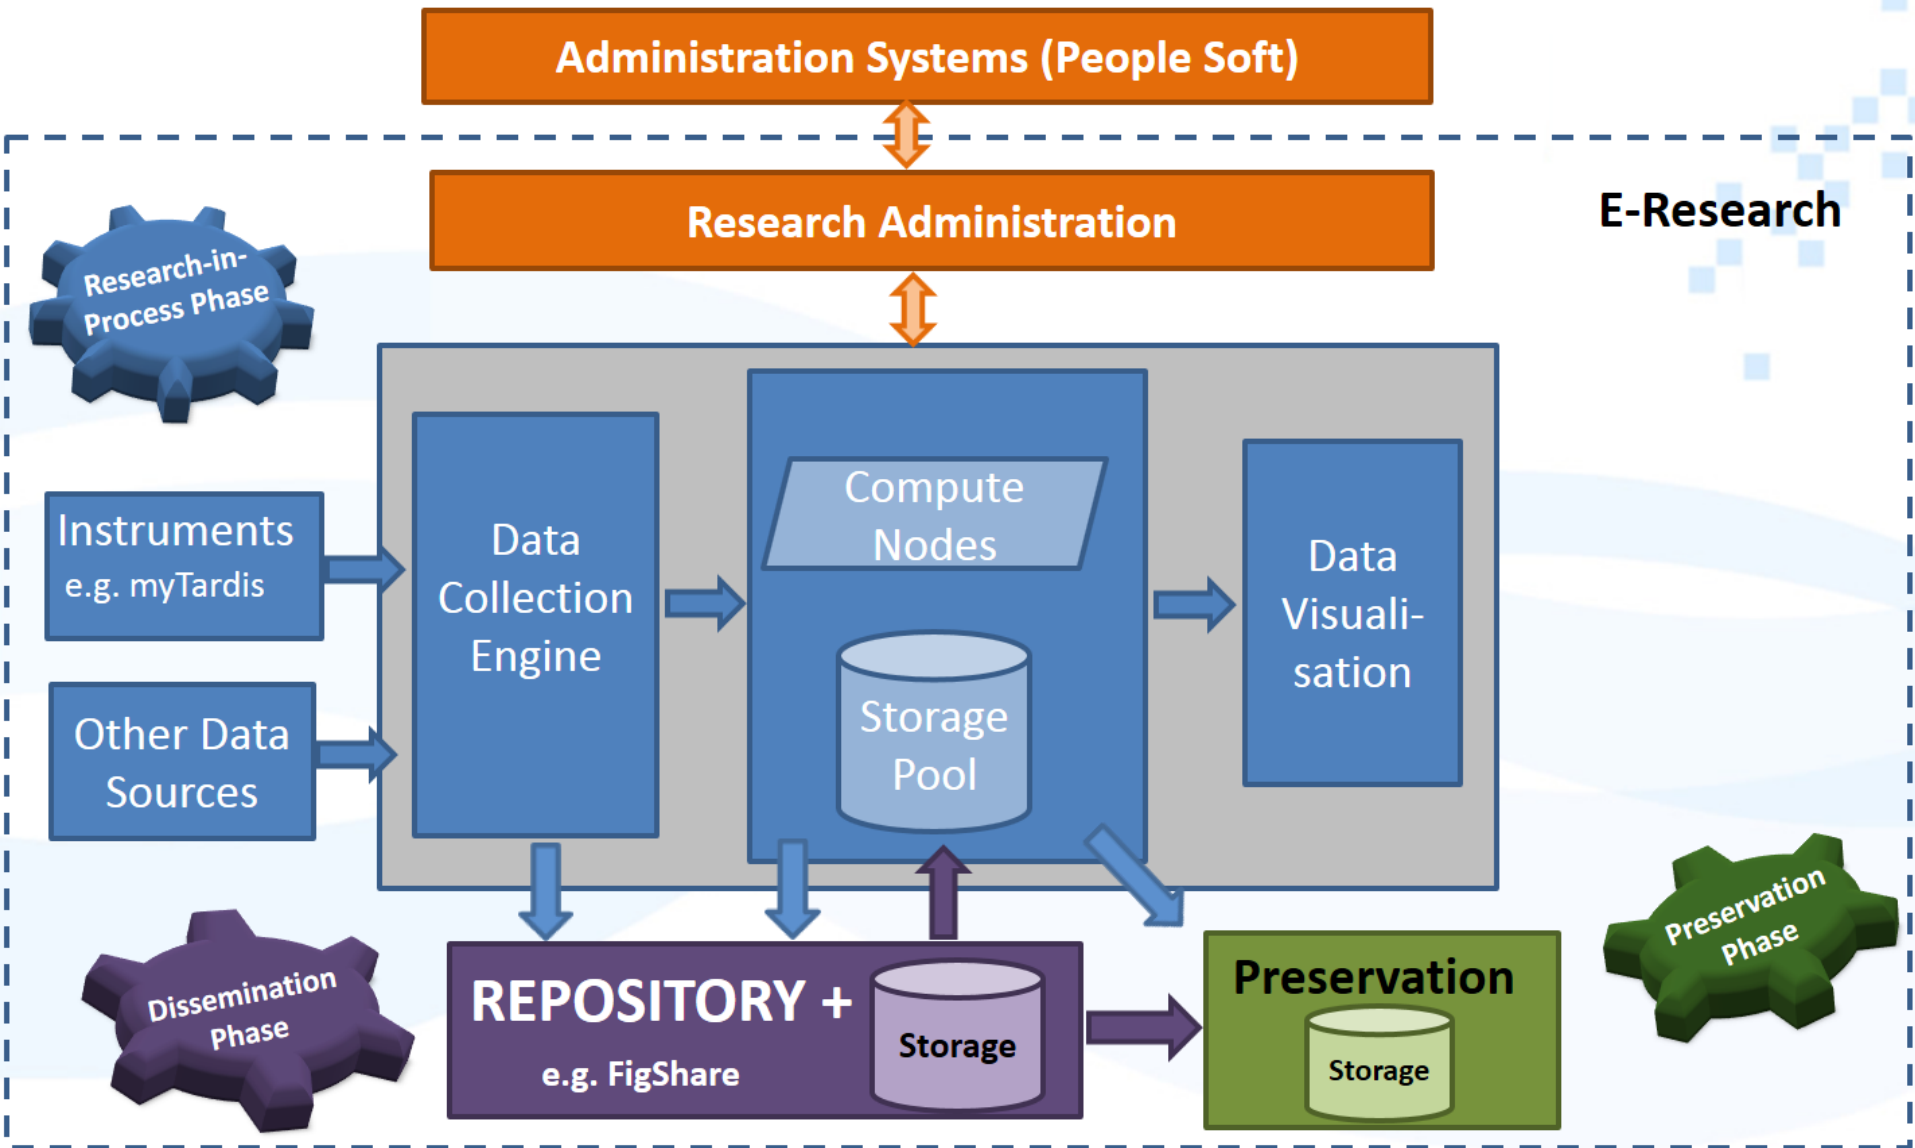 Administration Systems (People Soft)
E-Research
Research Administration
Research-in-
Process Phase
Instruments
e.g. myTardis
Other Data
Sources
Data
Collection
Engine
Compute
Nodes
Storage
Pool
Data
Visuali-
sation
Dissemination
Phase
REPOSITORY +
e.g. FigShare
Storage
Preservation
Storage
Preservation
Phase